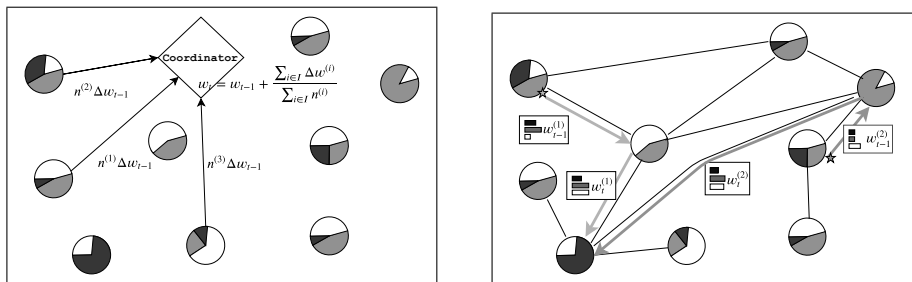 Coordinator
w_t = w_{t-1} + \frac{\sum_{i \in I} \Delta w^{(i)}}{\sum_{i \in I} n^{(i)}}
n^{(2)} \Delta w_{t-1}
n^{(1)} \Delta w_{t-1}
n^{(3)} \Delta w_{t-1}
w_{t-1}^{(1)}
w_{t-1}^{(2)}
w_t^{(1)}
w_t^{(2)}